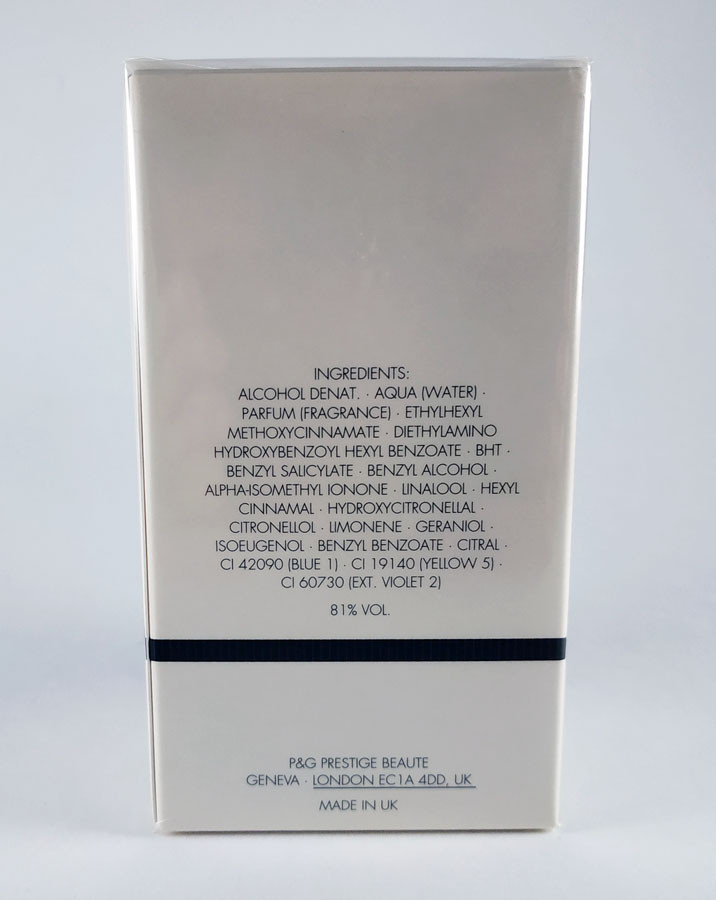 INGREDIENTS:
ALCOHOL DENAT. · AQUA (WATER) ·
PARFUM (FRAGRANCE) · ETHYLHEXYL
METHOXYCINNAMATE · DIETHYLAMINO
HYDROXYBENZOYL HEXYL BENZOATE · BHT ·
BENZYL SALICYLATE · BENZYL ALCOHOL ·
ALPHA-ISOMETHYL IONONE · LINALOOL · HEXYL
CINNAMAL · HYDROXYCITRONELLAL ·
CITRONELLOL · LIMONENE · GERANIOL ·
ISOEUGENOL · BENZYL BENZOATE · CITRAL ·
CI 42090 (BLUE 1) · CI 19140 (YELLOW 5) ·
CI 60730 (EXT. VIOLET 2)
81% VOL.
P&G PRESTIGE BEAUTE
GENEVA · LONDON EC1A 4DD, UK
MADE IN UK